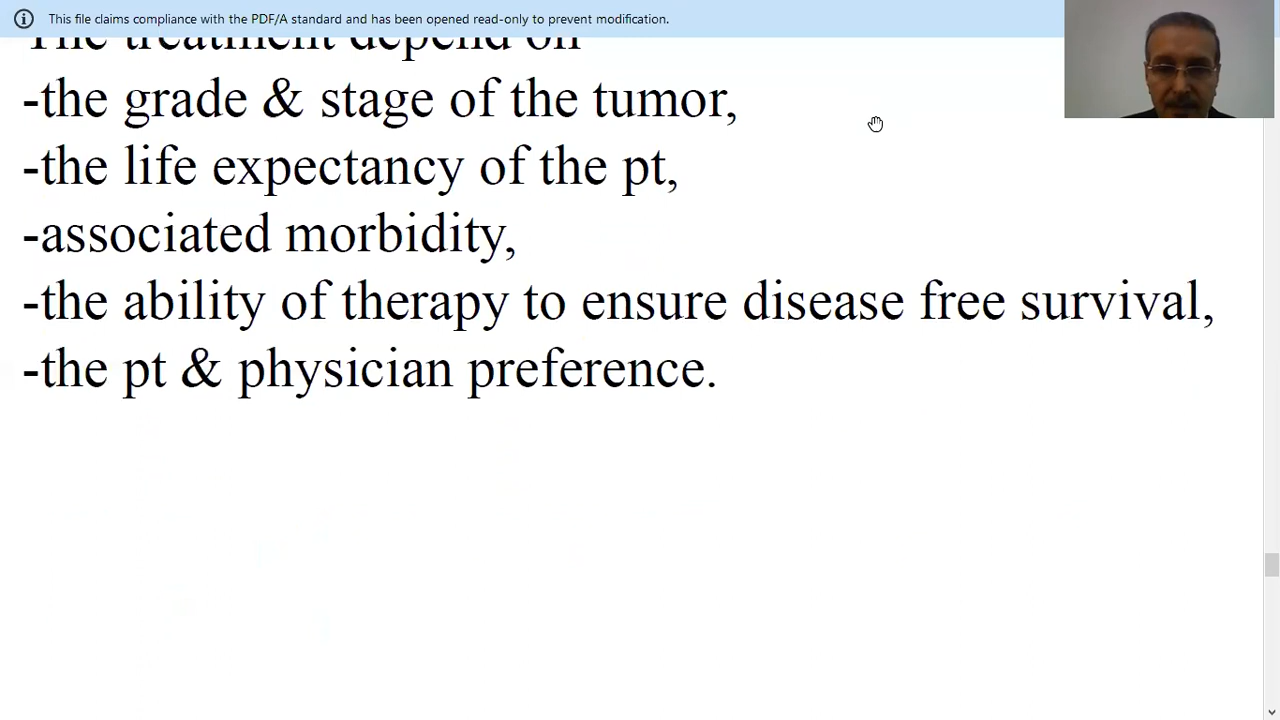 This file claims compliance with the PDF/A standard and has been opened read-only to prevent modification.
The treatment depend on
-the grade & stage of the tumor,
-the life expectancy of the pt,
-associated morbidity,
-the ability of therapy to ensure disease free survival,
-the pt & physician preference.